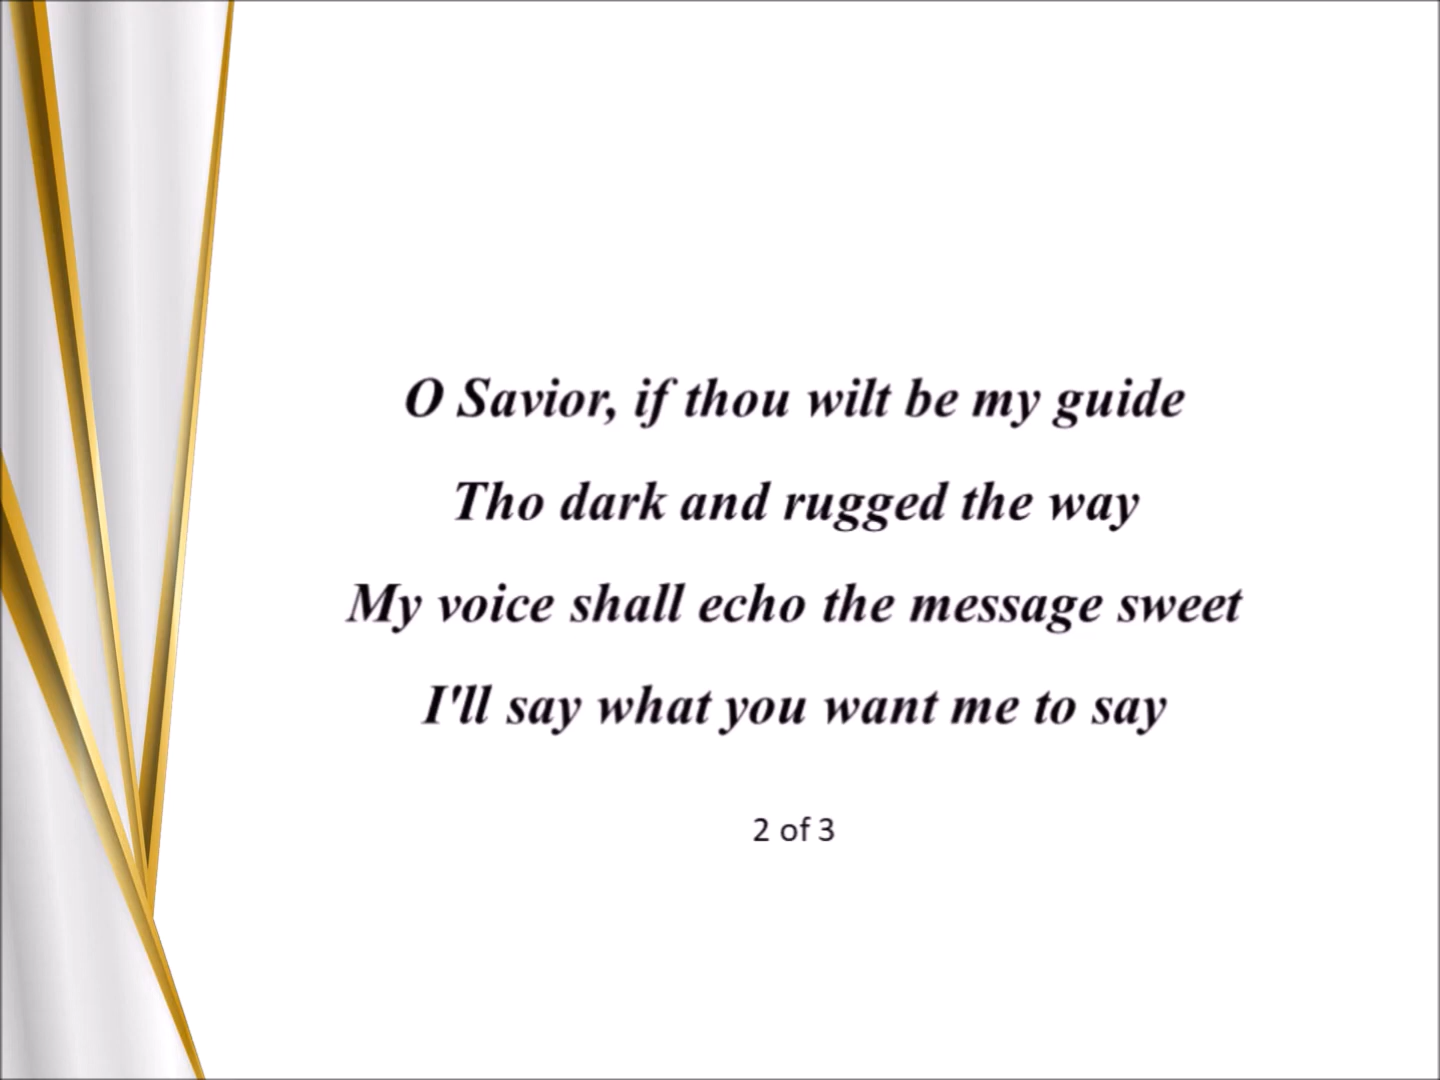 O Savior, if thou wilt be my guide
Tho dark and rugged the way
My voice shall echo the message sweet
I'll say what you want me to say
2 of 3